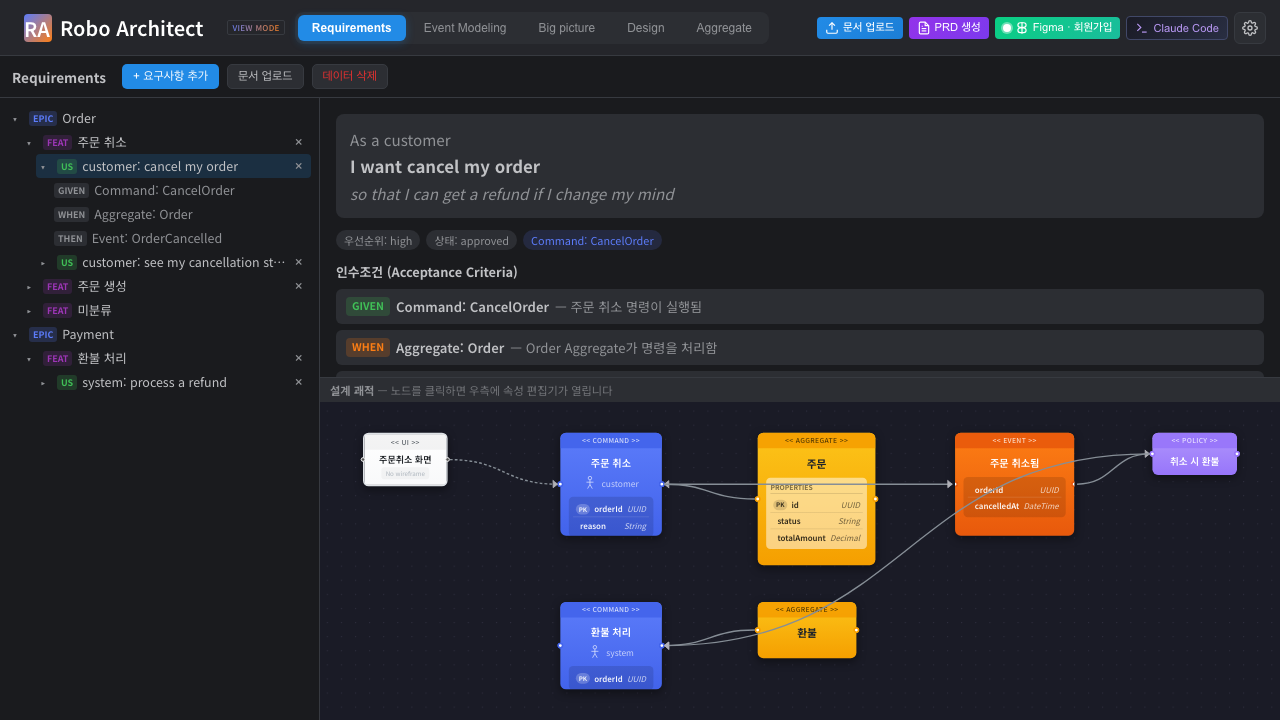 RA Robo Architect VIEW MODE Requirements Event Modeling Big picture Design Aggregate 문서 업로드 PRD 생성 Figma · 회원가입 Claude Code
Requirements + 요구사항 추가 문서 업로드 데이터 삭제
EPIC Order
FEAT 주문 취소 ×
US customer: cancel my order ×
GIVEN Command: CancelOrder
WHEN Aggregate: Order
THEN Event: OrderCancelled
US customer: see my cancellation st… ×
FEAT 주문 생성 ×
FEAT 미분류
EPIC Payment
FEAT 환불 처리 ×
US system: process a refund ×
As a customer
I want cancel my order
so that I can get a refund if I change my mind
우선순위: high 상태: approved Command: CancelOrder
인수조건 (Acceptance Criteria)
GIVEN Command: CancelOrder — 주문 취소 명령이 실행됨
WHEN Aggregate: Order — Order Aggregate가 명령을 처리함
설계 궤적 — 노드를 클릭하면 우측에 속성 편집기가 열립니다
<< UI >>
주문취소 화면
No wireframe
<< COMMAND >>
주문 취소
customer
PK orderId UUID
reason String
<< AGGREGATE >>
주문
PROPERTIES
PK id UUID
status String
totalAmount Decimal
<< EVENT >>
주문 취소됨
orderId UUID
cancelledAt DateTime
<< POLICY >>
취소 시 환불
<< COMMAND >>
환불 처리
system
PK orderId UUID
<< AGGREGATE >>
환불